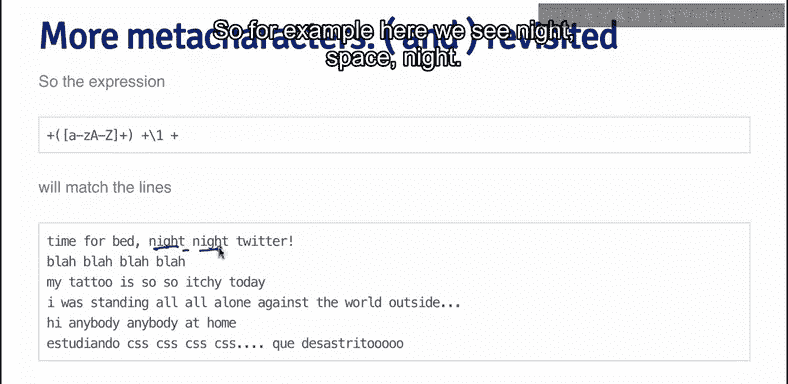 So for example here we see night,
space, night.
More metacharacters: ( and ) revisited
So the expression
+([a-zA-Z]+) +\1 +
will match the lines
time for bed, night night twitter!
blah blah blah blah
my tattoo is so so itchy today
i was standing all all alone against the world outside...
hi anybody anybody at home
estudiando css css css css.... que desastritooooo